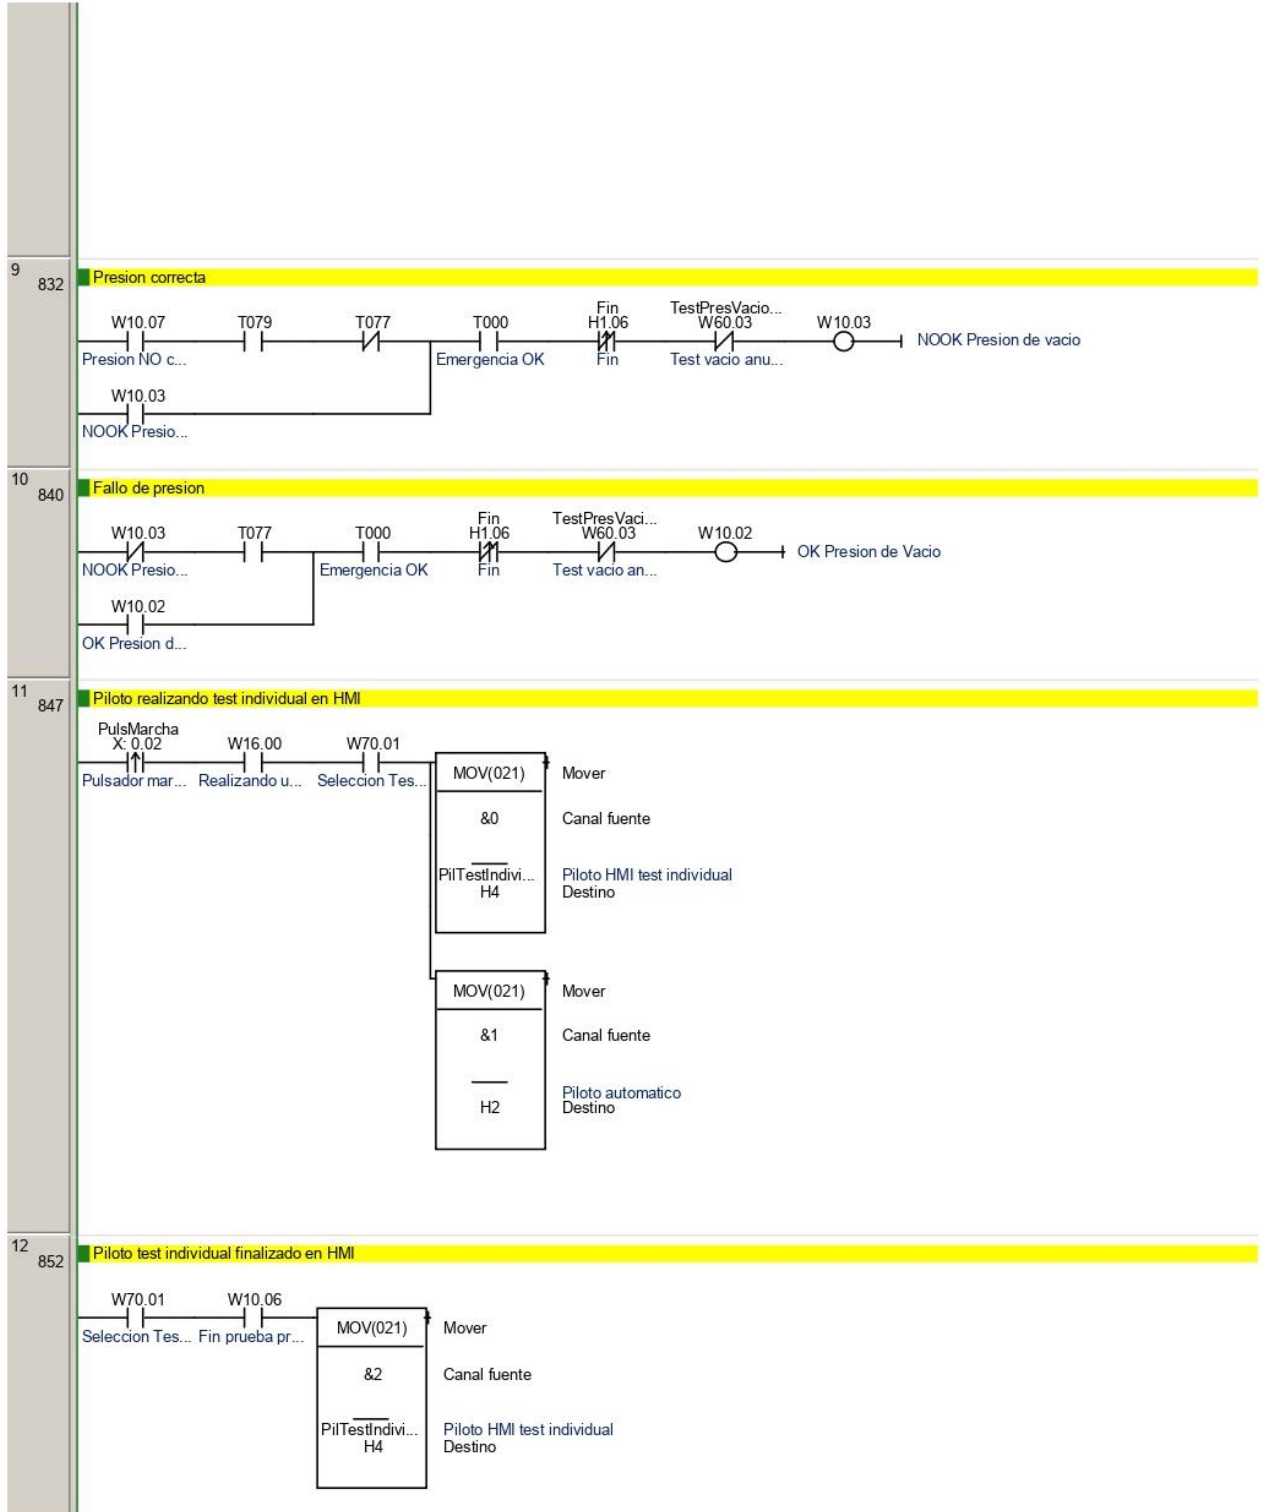 9
832
Presion correcta
Fin
TestPresVacio...
W10.07
T079
T077
T000
H1.06
W60.03
W10.03
NOOK Presion de vacio
Presion NO c...
Emergencia OK
Fin
Test vacio anu...
W10.03
NOOK Presio...
10
840
Fallo de presion
Fin
TestPresVaci...
W10.03
T077
T000
H1.06
W60.03
W10.02
OK Presion de Vacio
NOOK Presio...
Emergencia OK
Fin
Test vacio an...
W10.02
OK Presion d...
11
847
Piloto realizando test individual en HMI
PulsMarcha
X: 0.02
W16.00
W70.01
Pulsador mar...
Realizando u...
Seleccion Tes...
MOV(021)
Mover
&0
Canal fuente
PilTestIndivi...
Piloto HMI test individual
H4
Destino
MOV(021)
Mover
&1
Canal fuente
Piloto automatico
H2
Destino
12
852
Piloto test individual finalizado en HMI
W70.01
W10.06
Seleccion Tes...
Fin prueba pr...
MOV(021)
Mover
&2
Canal fuente
PilTestIndivi...
Piloto HMI test individual
H4
Destino